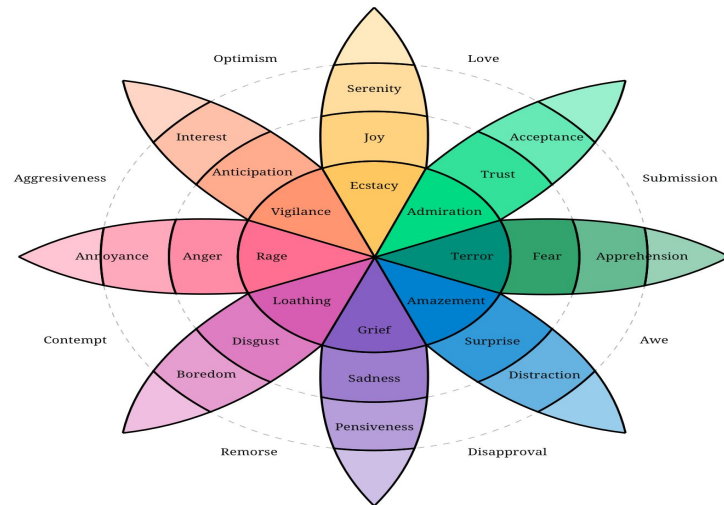 Optimism
Love
Serenity
Interest
Acceptance
Joy
Anticipation
Trust
Aggresiveness
Submission
Ecstacy
Vigilance
Admiration
Annoyance
Anger
Rage
Terror
Fear
Apprehension
Loathing
Amazement
Grief
Contempt
Disgust
Surprise
Awe
Boredom
Sadness
Distraction
Pensiveness
Remorse
Disapproval